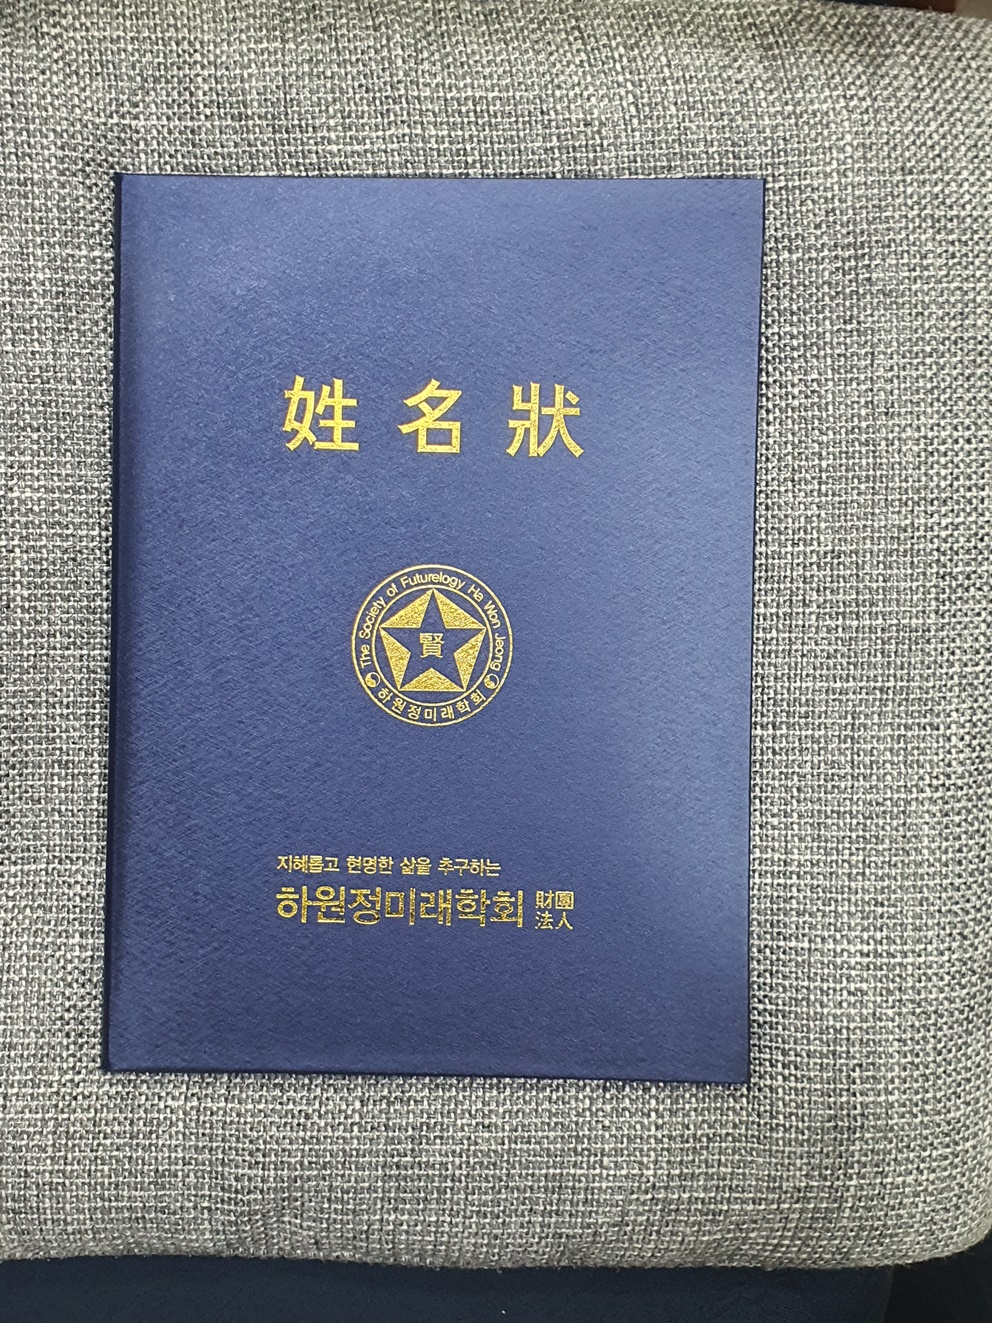 姓名狀
The Society of Futurelogy Ha Won Jeong
賢
하원정미래학회
지혜롭고 현명한 삶을 추구하는
하원정미래학회 財團
法人